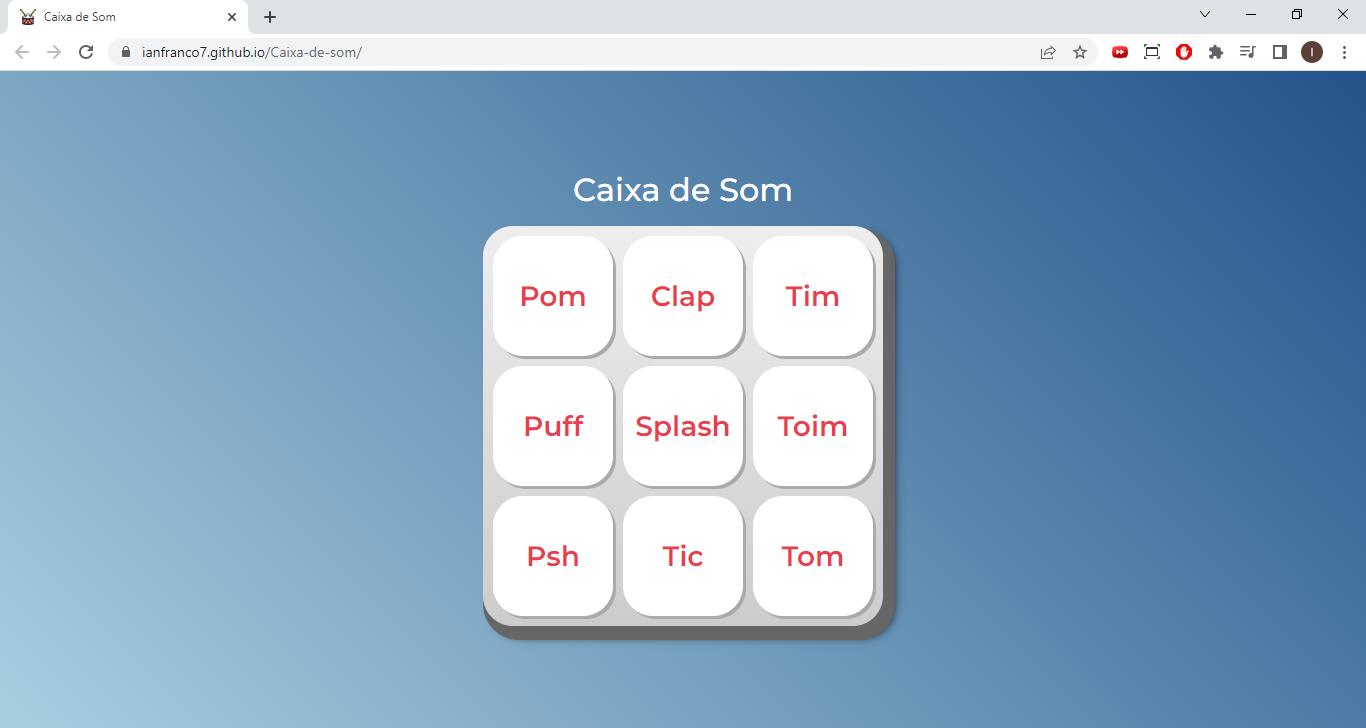 Caixa de Som
ianfranco7.github.io/Caixa-de-som/
I
Caixa de Som
Pom Clap Tim
Puff Splash Toim
Psh Tic Tom